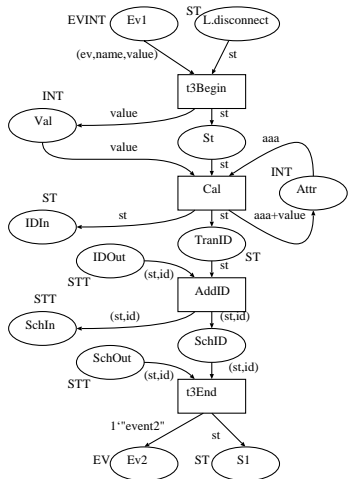 EVINT Ev1 ST L.disconnect
(ev,name,value) st
t3Begin
INT value st
Val St
value st aaa
INT
Cal Attr
ST st st aaa+value
IDIn TranID
IDOut st ST
STT (st,id)
AddID
STT (st,id) (st,id)
SchIn SchID
SchOut
STT (st,id) (st,id)
t3End
1‘"event2" st
EV Ev2 ST S1